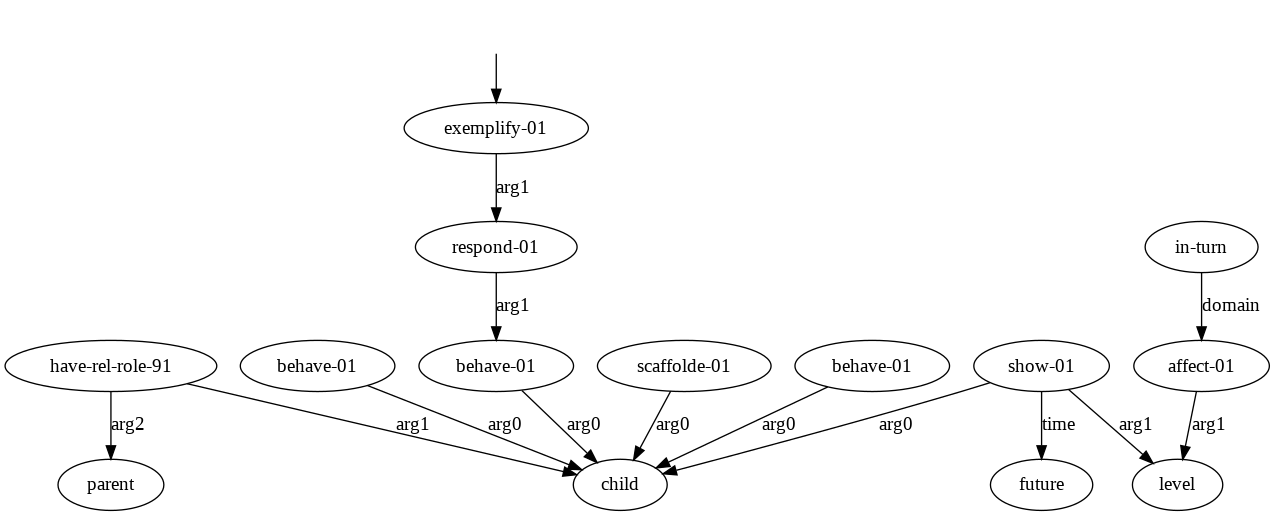 exemplify-01
arg1
respond-01
in-turn
arg1
domain
have-rel-role-91
behave-01
behave-01
scaffolde-01
behave-01
show-01
affect-01
arg2
arg1
arg0
arg0
arg0
arg0
arg0
time
arg1
arg1
parent
child
future
level